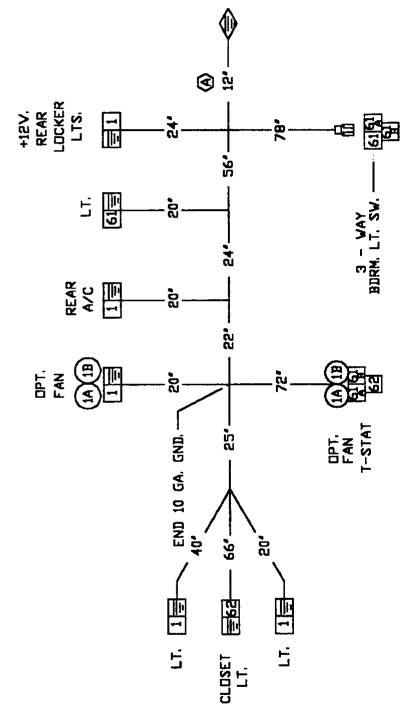 +12V.
REAR
LOCKER
LTS.
1
24"
A
12"
78"
61 61
A
61
3 - WAY
BDRM. LT. SW.
56"
LT.
61
20"
24"
REAR
A/C
1
20"
22"
OPT.
FAN
1A 1B
1
20"
72"
1A 1B
61 61
A
62
OPT.
FAN
T-STAT
END 10 GA. GND.
25"
40"
66"
20"
1
LT.
62
CLOSET
LT.
1
LT.